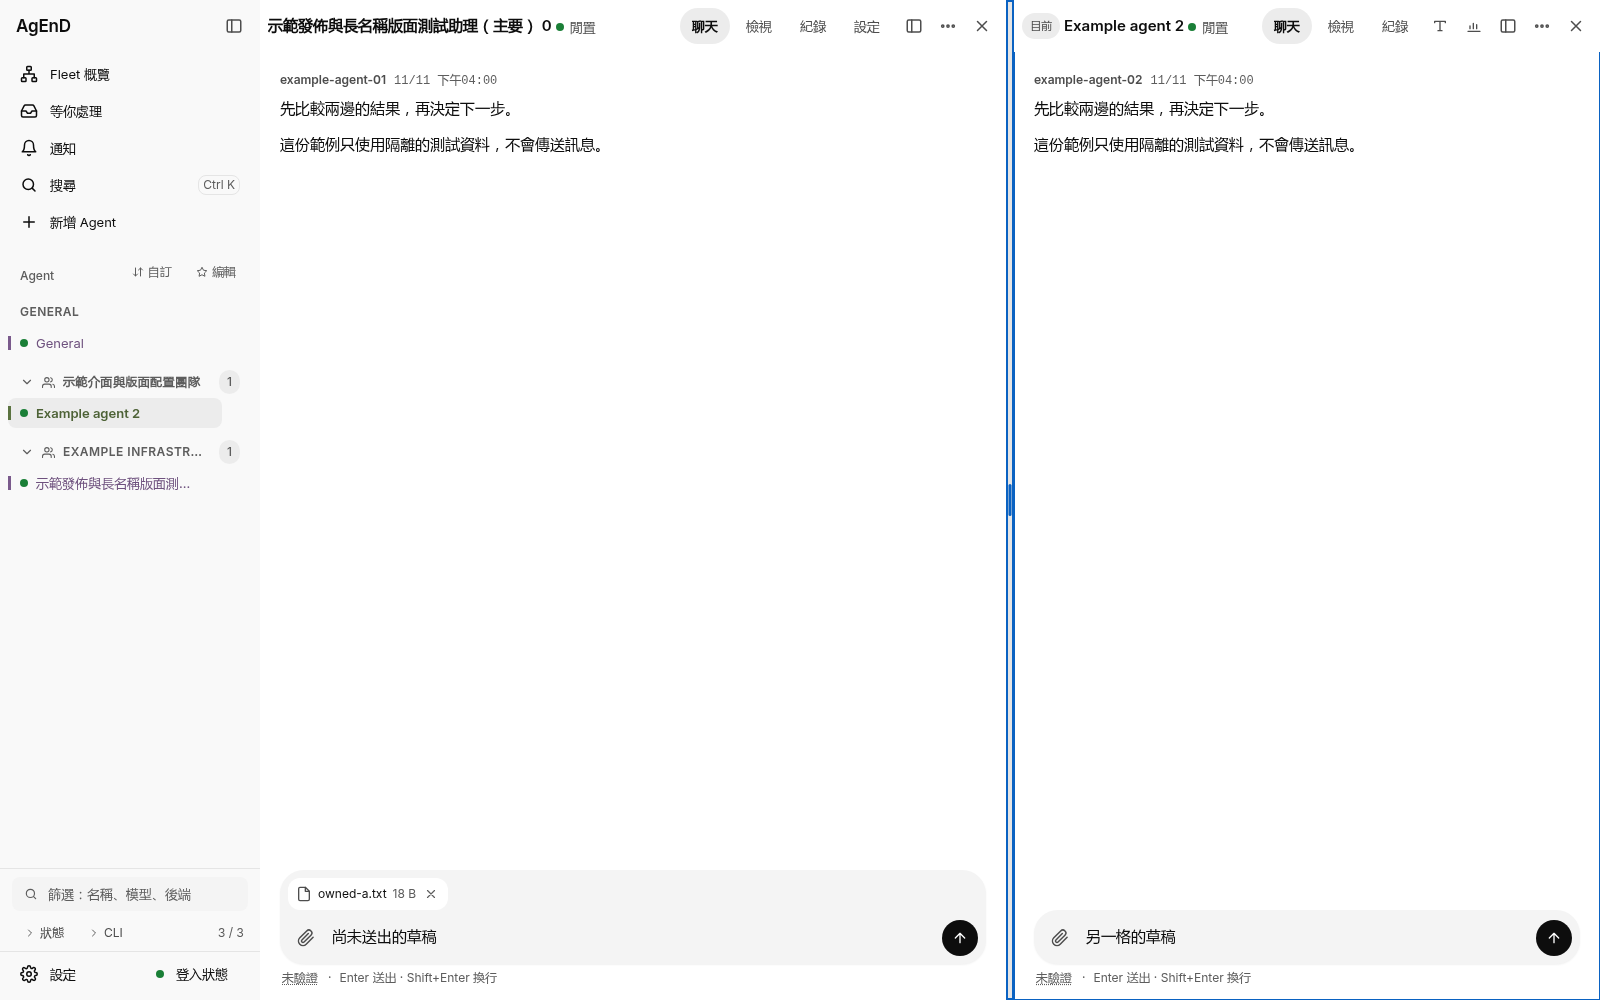 AgEnD
Fleet 概覽
等你處理
通知
搜尋 Ctrl K
新增 Agent
Agent 自訂 編輯
GENERAL
General
示範介面與版面配置團隊 1
Example agent 2
EXAMPLE INFRASTR... 1
示範發佈與長名稱版面測...
篩選：名稱、模型、後端
狀態 CLI 3 / 3
設定 登入狀態
示範發佈與長名稱版面測試助理（主要）0 閒置 聊天 檢視 紀錄 設定
example-agent-01 11/11 下午04:00
先比較兩邊的結果，再決定下一步。
這份範例只使用隔離的測試資料，不會傳送訊息。
owned-a.txt 18 B
尚未送出的草稿
未驗證 · Enter 送出 · Shift+Enter 換行
目前 Example agent 2 閒置 聊天 檢視 紀錄
example-agent-02 11/11 下午04:00
先比較兩邊的結果，再決定下一步。
這份範例只使用隔離的測試資料，不會傳送訊息。
另一格的草稿
未驗證 · Enter 送出 · Shift+Enter 換行